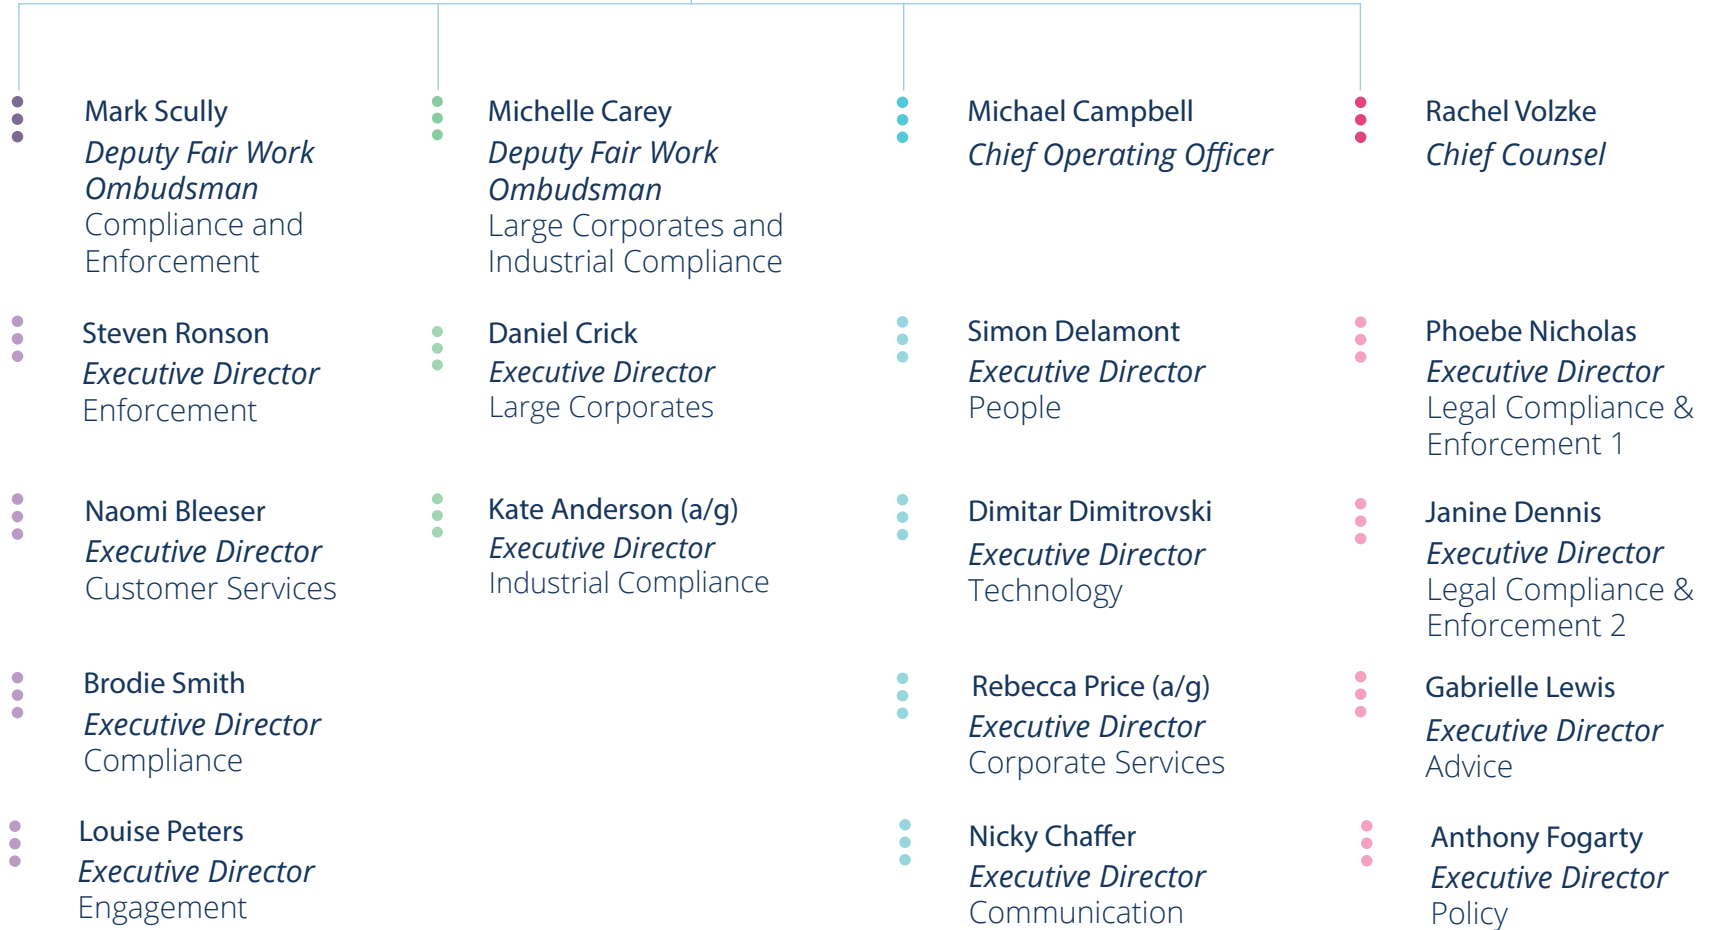 Mark Scully
Deputy Fair Work
Ombudsman
Compliance and
Enforcement
Steven Ronson
Executive Director
Enforcement
Naomi Bleeser
Executive Director
Customer Services
Brodie Smith
Executive Director
Compliance
Louise Peters
Executive Director
Engagement
Michelle Carey
Deputy Fair Work
Ombudsman
Large Corporates and
Industrial Compliance
Daniel Crick
Executive Director
Large Corporates
Kate Anderson (a/g)
Executive Director
Industrial Compliance
Michael Campbell
Chief Operating Officer
Simon Delamont
Executive Director
People
Dimitar Dimitrovski
Executive Director
Technology
Rebecca Price (a/g)
Executive Director
Corporate Services
Nicky Chaffer
Executive Director
Communication
Rachel Volzke
Chief Counsel
Phoebe Nicholas
Executive Director
Legal Compliance &
Enforcement 1
Janine Dennis
Executive Director
Legal Compliance &
Enforcement 2
Gabrielle Lewis
Executive Director
Advice
Anthony Fogarty
Executive Director
Policy